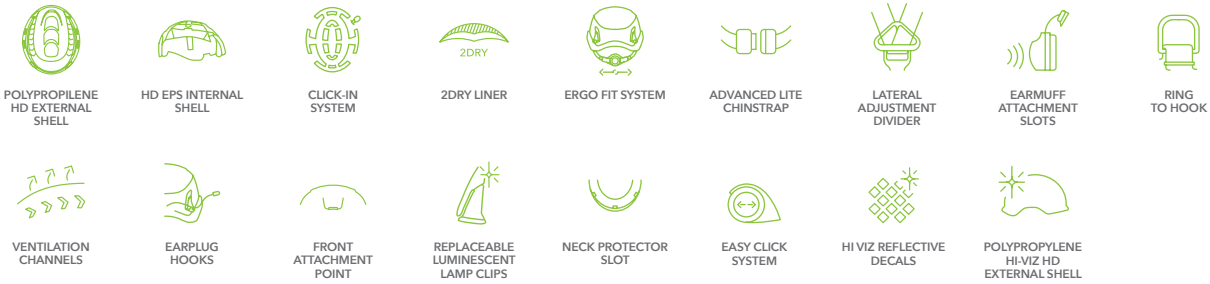 2DRY
POLYPROPILENE
HD EXTERNAL
SHELL
HD EPS INTERNAL
SHELL
CLICK-IN
SYSTEM
2DRY LINER
ERGO FIT SYSTEM
ADVANCED LITE
CHINSTRAP
LATERAL
ADJUSTMENT
DIVIDER
EARMUFF
ATTACHMENT
SLOTS
RING
TO HOOK
VENTILATION
CHANNELS
EARPLUG
HOOKS
FRONT
ATTACHMENT
POINT
REPLACEABLE
LUMINESCENT
LAMP CLIPS
NECK PROTECTOR
SLOT
EASY CLICK
SYSTEM
HI VIZ REFLECTIVE
DECALS
POLYPROPYLENE
HI-VIZ HD
EXTERNAL SHELL